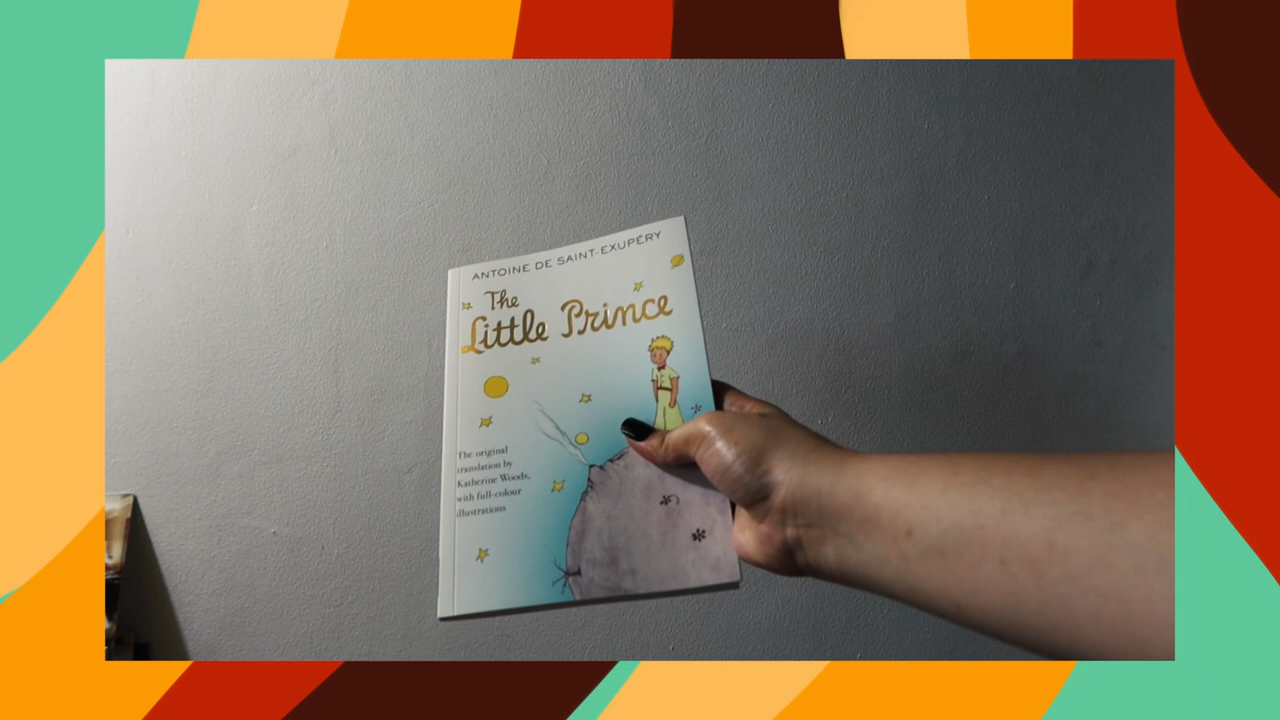 ANTOINE DE SAINT-EXUPÉRY
The
Little Prince
The original
translation by
Katherine Woods,
with full-colour
illustrations